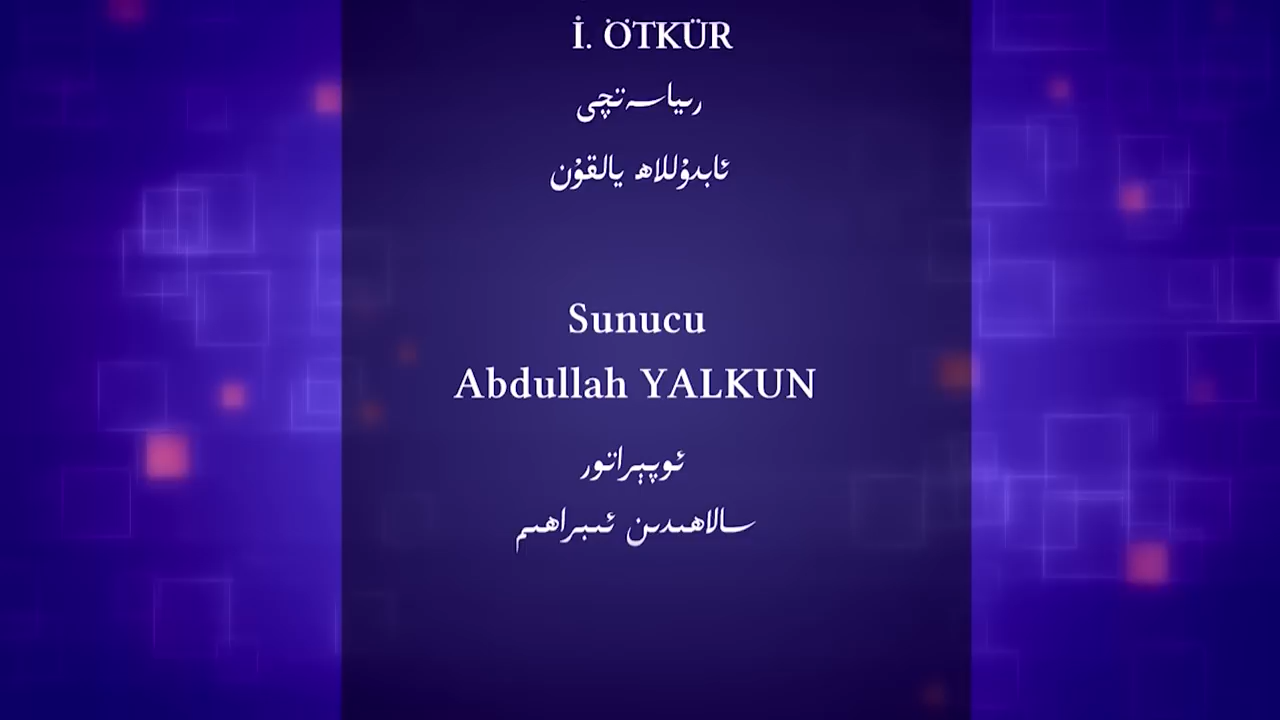 İ. ÖTKÜR
رىياسەتچى
ئابدۇللاھ يالقۇن
Sunucu
Abdullah YALKUN
ئوپېراتور
سالاھىدىن ئىبراھىم